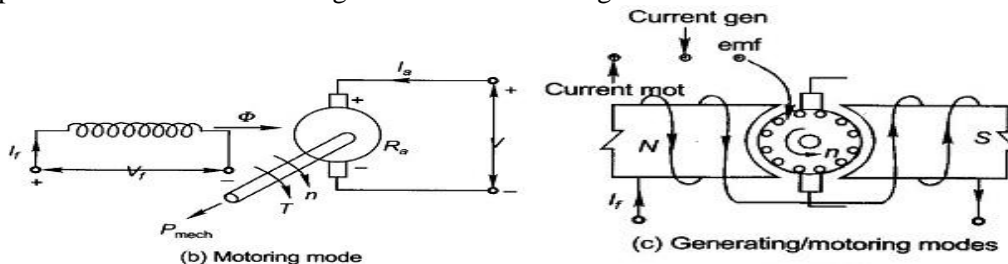 Current gen
emf
Current mot
I_a
+
+
Φ
R_a
V
I_f
+
V_f
−
−
−
n
T
P_mech
N
n
S
I_f
(b) Motoring mode
(c) Generating/motoring modes